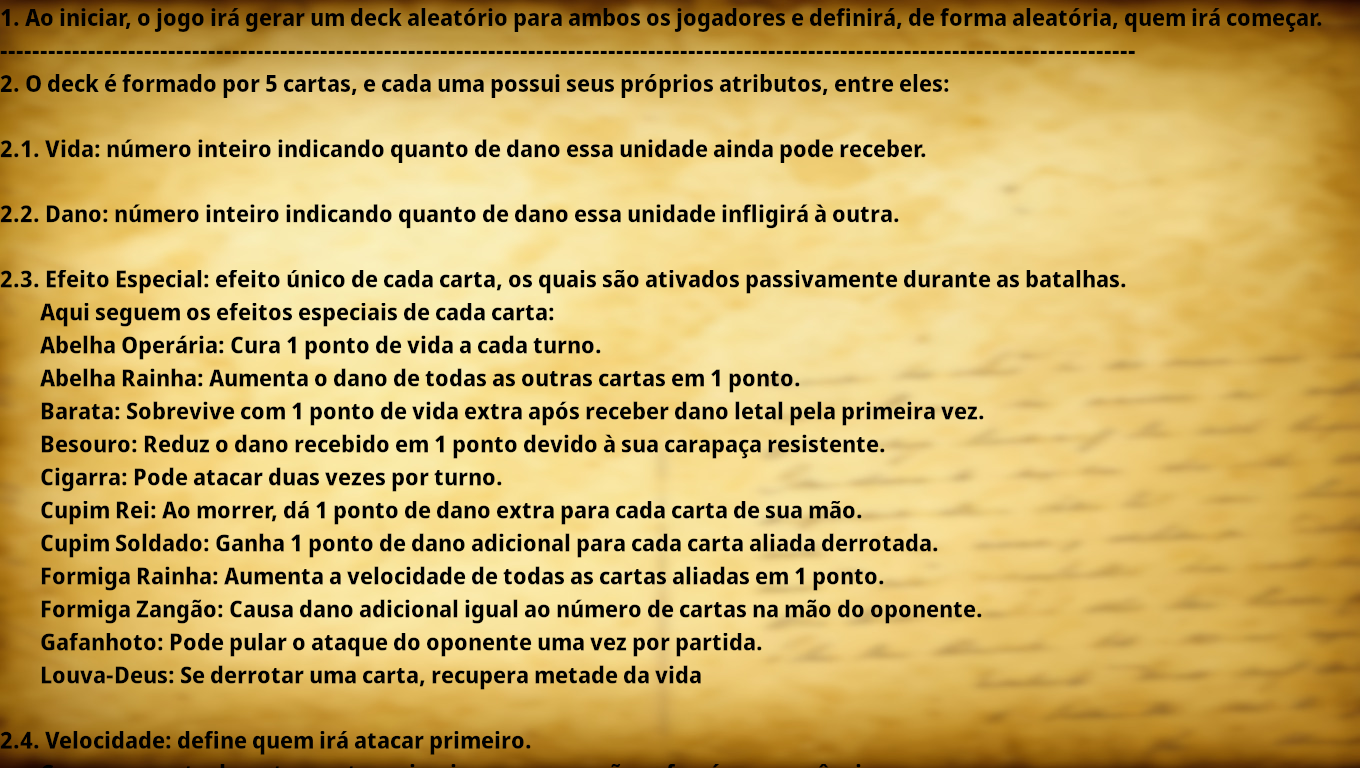 1. Ao iniciar, o jogo irá gerar um deck aleatório para ambos os jogadores e definirá, de forma aleatória, quem irá começar.
----------------------------------------------------------------------------------------------------------------------------------------------
2. O deck é formado por 5 cartas, e cada uma possui seus próprios atributos, entre eles:
2.1. Vida: número inteiro indicando quanto de dano essa unidade ainda pode receber.
2.2. Dano: número inteiro indicando quanto de dano essa unidade infligirá à outra.
2.3. Efeito Especial: efeito único de cada carta, os quais são ativados passivamente durante as batalhas.
Aqui seguem os efeitos especiais de cada carta:
Abelha Operária: Cura 1 ponto de vida a cada turno.
Abelha Rainha: Aumenta o dano de todas as outras cartas em 1 ponto.
Barata: Sobrevive com 1 ponto de vida extra após receber dano letal pela primeira vez.
Besouro: Reduz o dano recebido em 1 ponto devido à sua carapaça resistente.
Cigarra: Pode atacar duas vezes por turno.
Cupim Rei: Ao morrer, dá 1 ponto de dano extra para cada carta de sua mão.
Cupim Soldado: Ganha 1 ponto de dano adicional para cada carta aliada derrotada.
Formiga Rainha: Aumenta a velocidade de todas as cartas aliadas em 1 ponto.
Formiga Zangão: Causa dano adicional igual ao número de cartas na mão do oponente.
Gafanhoto: Pode pular o ataque do oponente uma vez por partida.
Louva-Deus: Se derrotar uma carta, recupera metade da vida
2.4. Velocidade: define quem irá atacar primeiro.